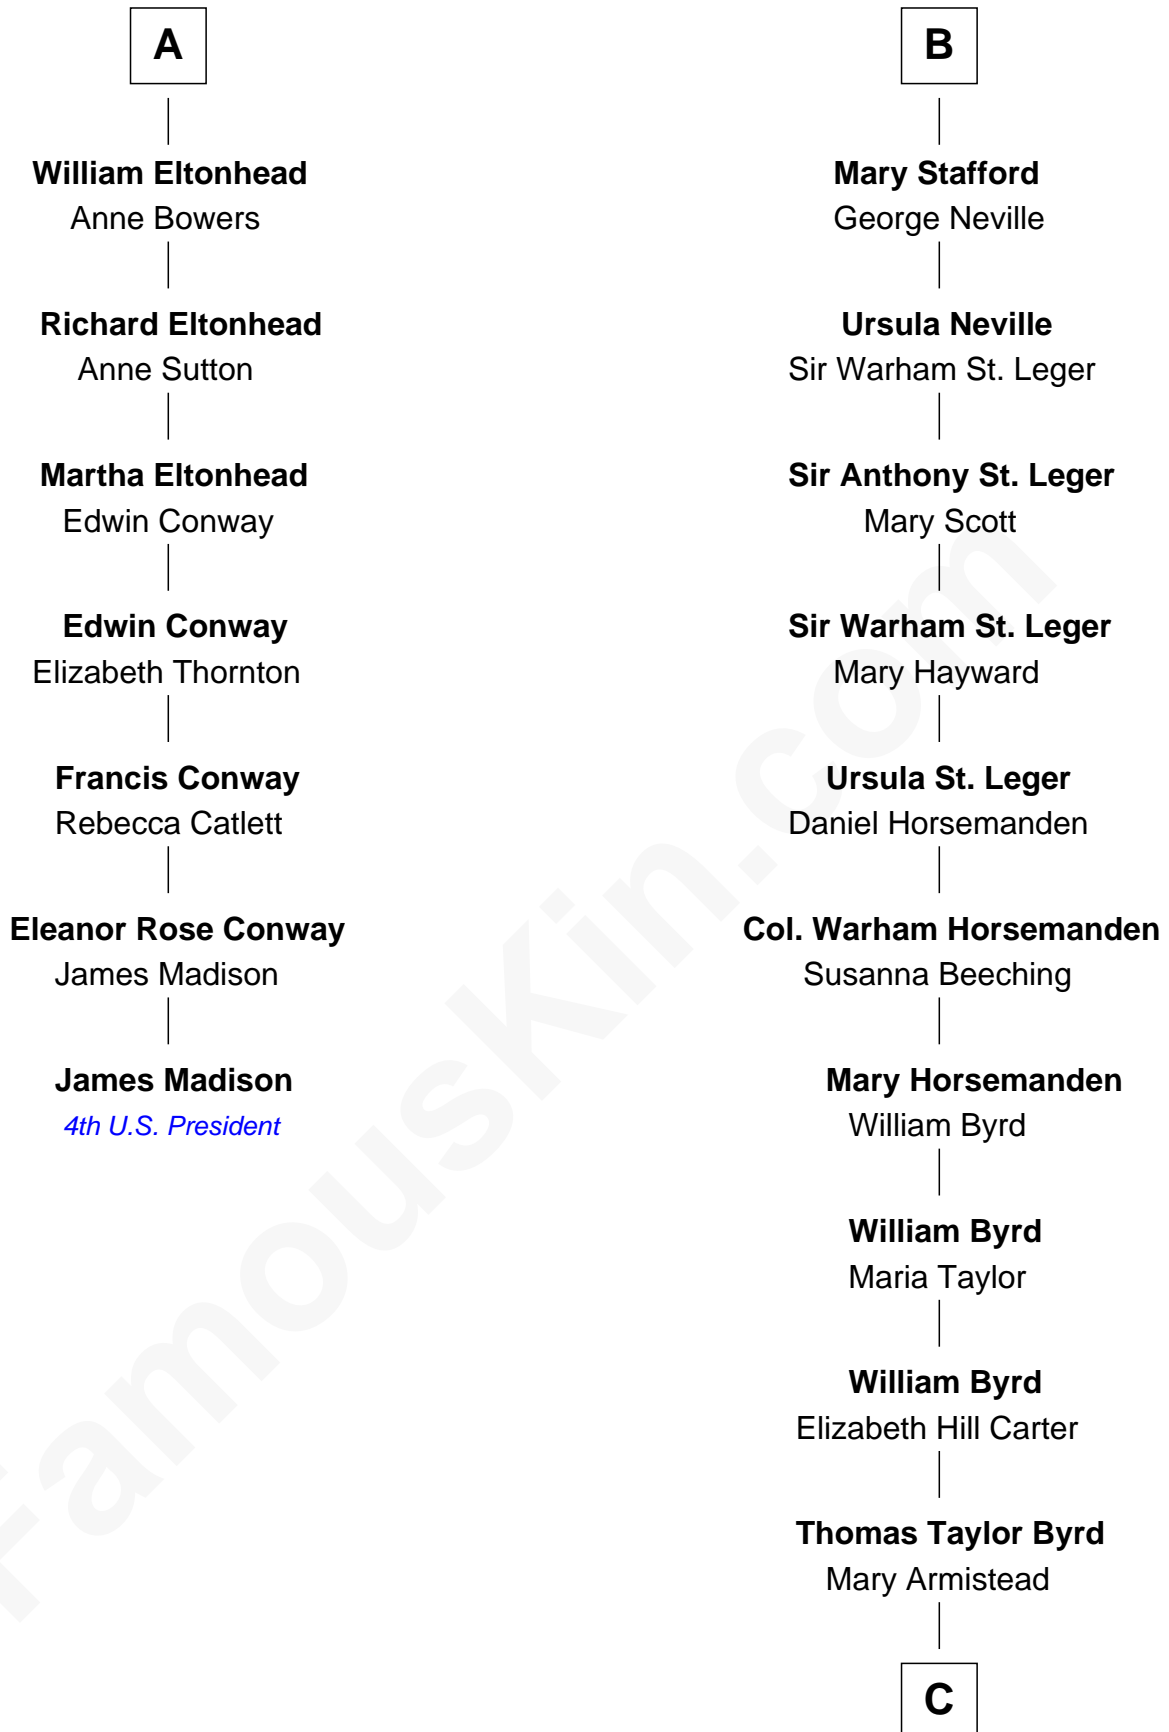 A
William Eltonhead
Anne Bowers
Richard Eltonhead
Anne Sutton
Martha Eltonhead
Edwin Conway
Edwin Conway
Elizabeth Thornton
Francis Conway
Rebecca Catlett
Eleanor Rose Conway
James Madison
James Madison
4th U.S. President
B
Mary Stafford
George Neville
Ursula Neville
Sir Warham St. Leger
Sir Anthony St. Leger
Mary Scott
Sir Warham St. Leger
Mary Hayward
Ursula St. Leger
Daniel Horsemanden
Col. Warham Horsemanden
Susanna Beeching
Mary Horsemanden
William Byrd
William Byrd
Maria Taylor
William Byrd
Elizabeth Hill Carter
Thomas Taylor Byrd
Mary Armistead
C
FamousKin.com